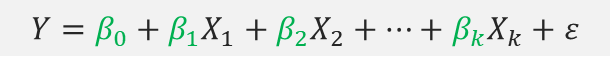 Y = β₀ + β₁X₁ + β₂X₂ + ⋯ + βₖXₖ + ε